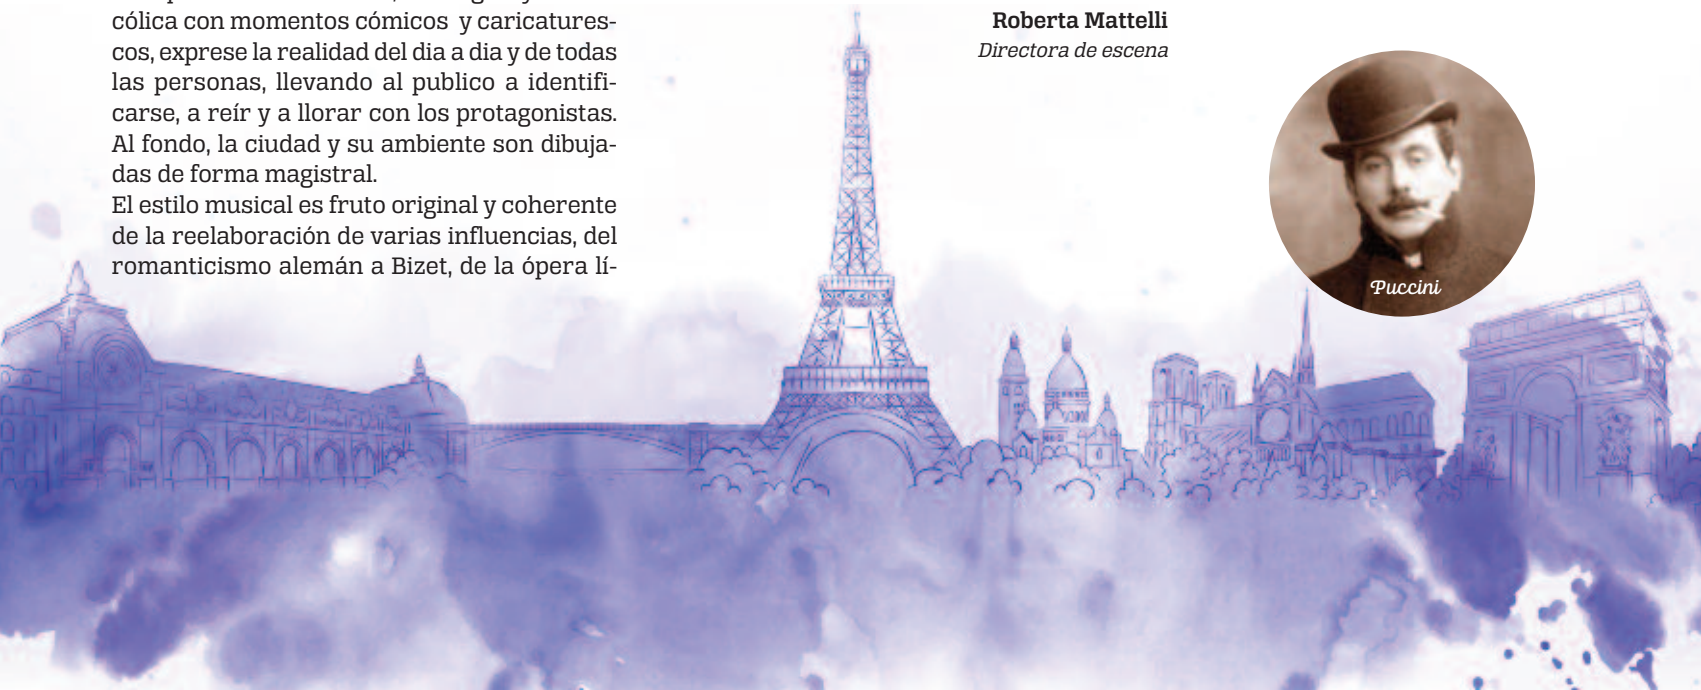 cólica con momentos cómicos y caricatures-
cos, exprese la realidad del dia a dia y de todas
las personas, llevando al publico a identifi-
carse, a reír y a llorar con los protagonistas.
Al fondo, la ciudad y su ambiente son dibuja-
das de forma magistral.
El estilo musical es fruto original y coherente
de la reelaboración de varias influencias, del
romanticismo alemán a Bizet, de la ópera lí-
Roberta Mattelli
Directora de escena
Puccini